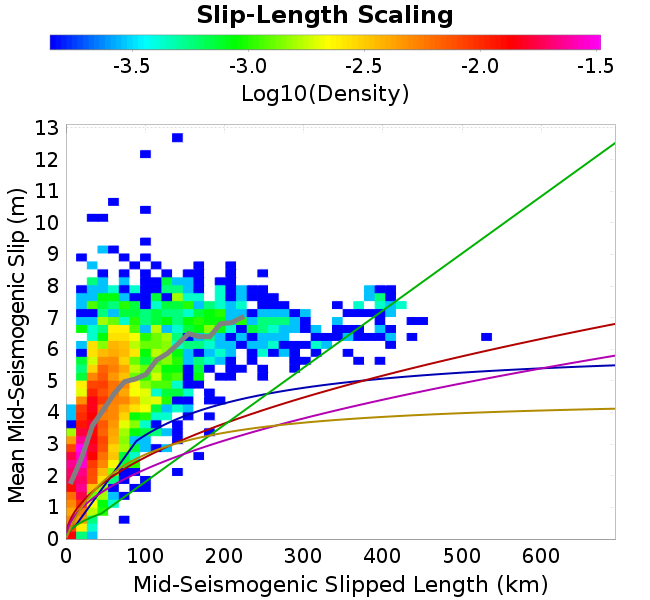 Slip-Length Scaling
-3.5 -3.0 -2.5 -2.0 -1.5
Log10(Density)
13
12
11
10
9
8
7
6
5
4
3
2
1
0
Mean Mid-Seismogenic Slip (m)
0 100 200 300 400 500 600
Mid-Seismogenic Slipped Length (km)